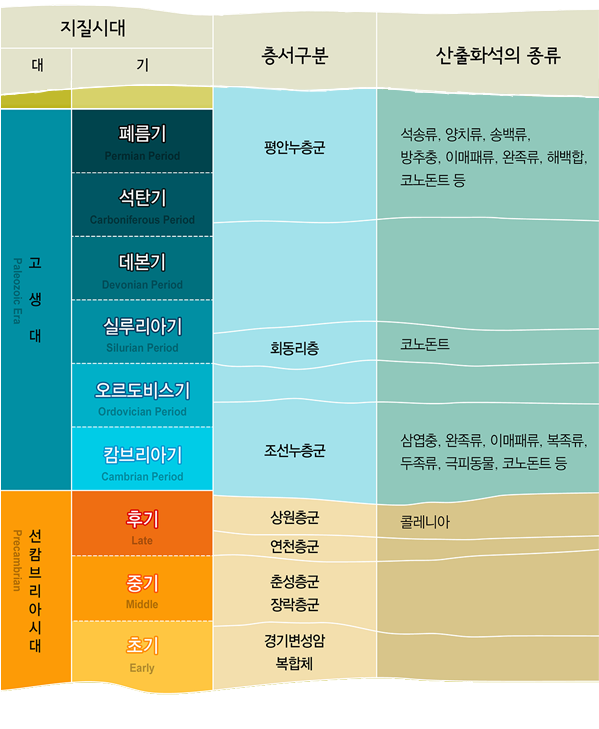 지질시대
층서구분
산출화석의 종류
대
기
고생대
Paleozoic Era
페름기
Permian Period
평안누층군
석송류, 양치류, 송백류,
방추충, 이매패류, 완족류, 해백합,
코노돈트 등
석탄기
Carboniferous Period
데본기
Devonian Period
실루리아기
Silurian Period
회동리층
코노돈트
오르도비스기
Ordovician Period
캄브리아기
Cambrian Period
조선누층군
삼엽충, 완족류, 이매패류, 복족류,
두족류, 극피동물, 코노돈트 등
선캄브리아시대
Precambrian
후기
Late
상원층군
콜레니아
연천층군
중기
Middle
춘성층군
장락층군
초기
Early
경기변성암
복합체